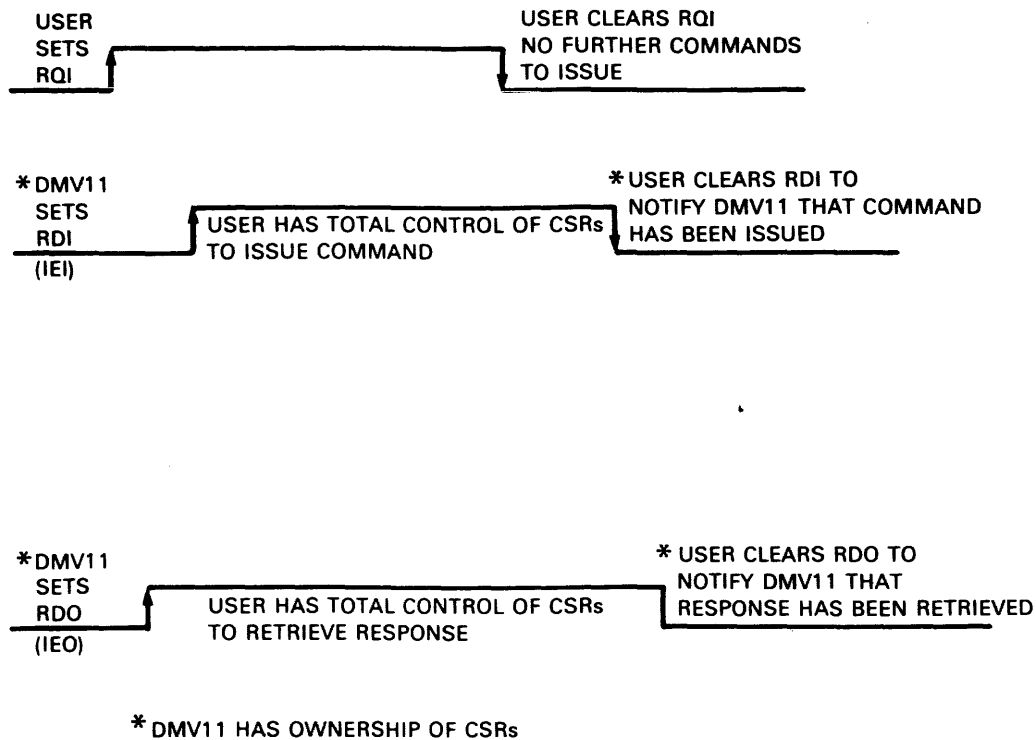 USER
SETS
RQI
USER CLEARS RQI
NO FURTHER COMMANDS
TO ISSUE
*DMV11
SETS
RDI
(IEI)
USER HAS TOTAL CONTROL OF CSRs
TO ISSUE COMMAND
*USER CLEARS RDI TO
NOTIFY DMV11 THAT COMMAND
HAS BEEN ISSUED
*DMV11
SETS
RDO
(IEO)
USER HAS TOTAL CONTROL OF CSRs
TO RETRIEVE RESPONSE
* USER CLEARS RDO TO
NOTIFY DMV11 THAT
RESPONSE HAS BEEN RETRIEVED
* DMV11 HAS OWNERSHIP OF CSRs